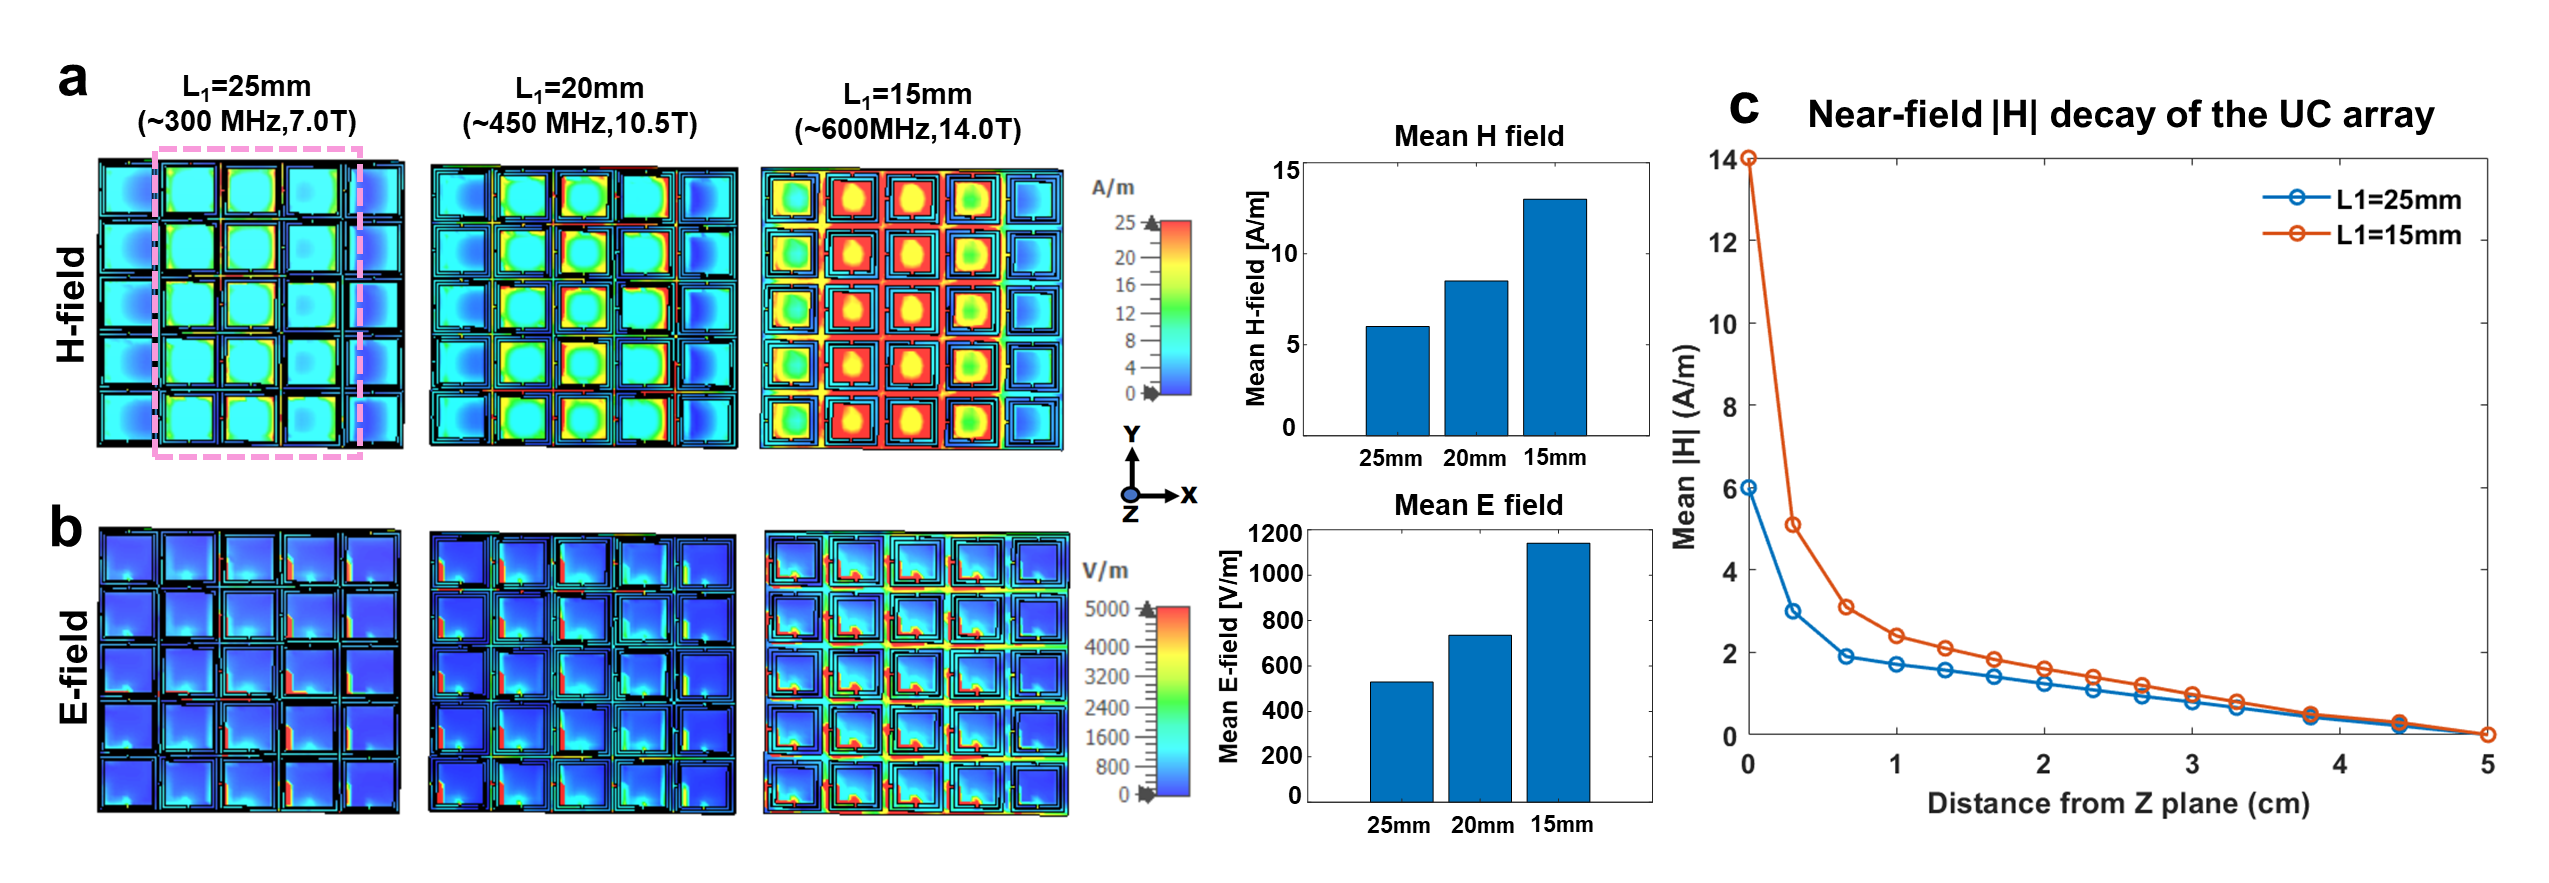 a
L1=25mm
(~300 MHz,7.0T)
L1=20mm
(~450 MHz,10.5T)
L1=15mm
(~600MHz,14.0T)
H-field
A/m
25
20
16
12
8
4
0
Y
X
Z
Mean H field
Mean H-field [A/m]
15
10
5
0
25mm
20mm
15mm
b
E-field
V/m
5000
4000
3200
2400
1600
800
0
Mean E field
Mean E-field [V/m]
1200
1000
800
600
400
200
0
25mm
20mm
15mm
c
Near-field |H| decay of the UC array
Mean |H| (A/m)
14
12
10
8
6
4
2
0
L1=25mm
L1=15mm
0
1
2
3
4
5
Distance from Z plane (cm)